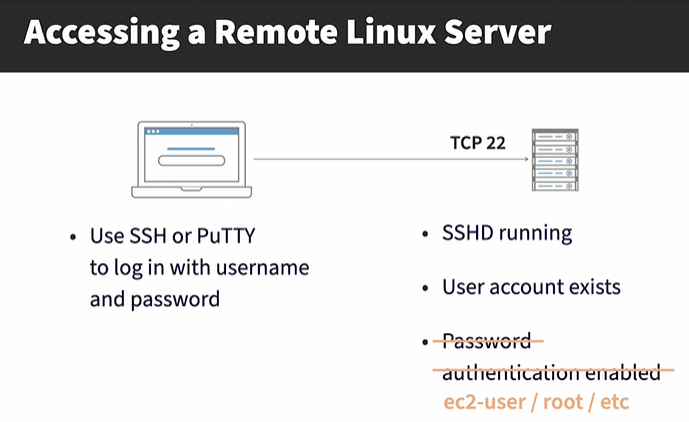 Accessing a Remote Linux Server
TCP 22
• Use SSH or PuTTY
to log in with username
and password
• SSHD running
• User account exists
• Password
authentication enabled
ec2-user / root / etc